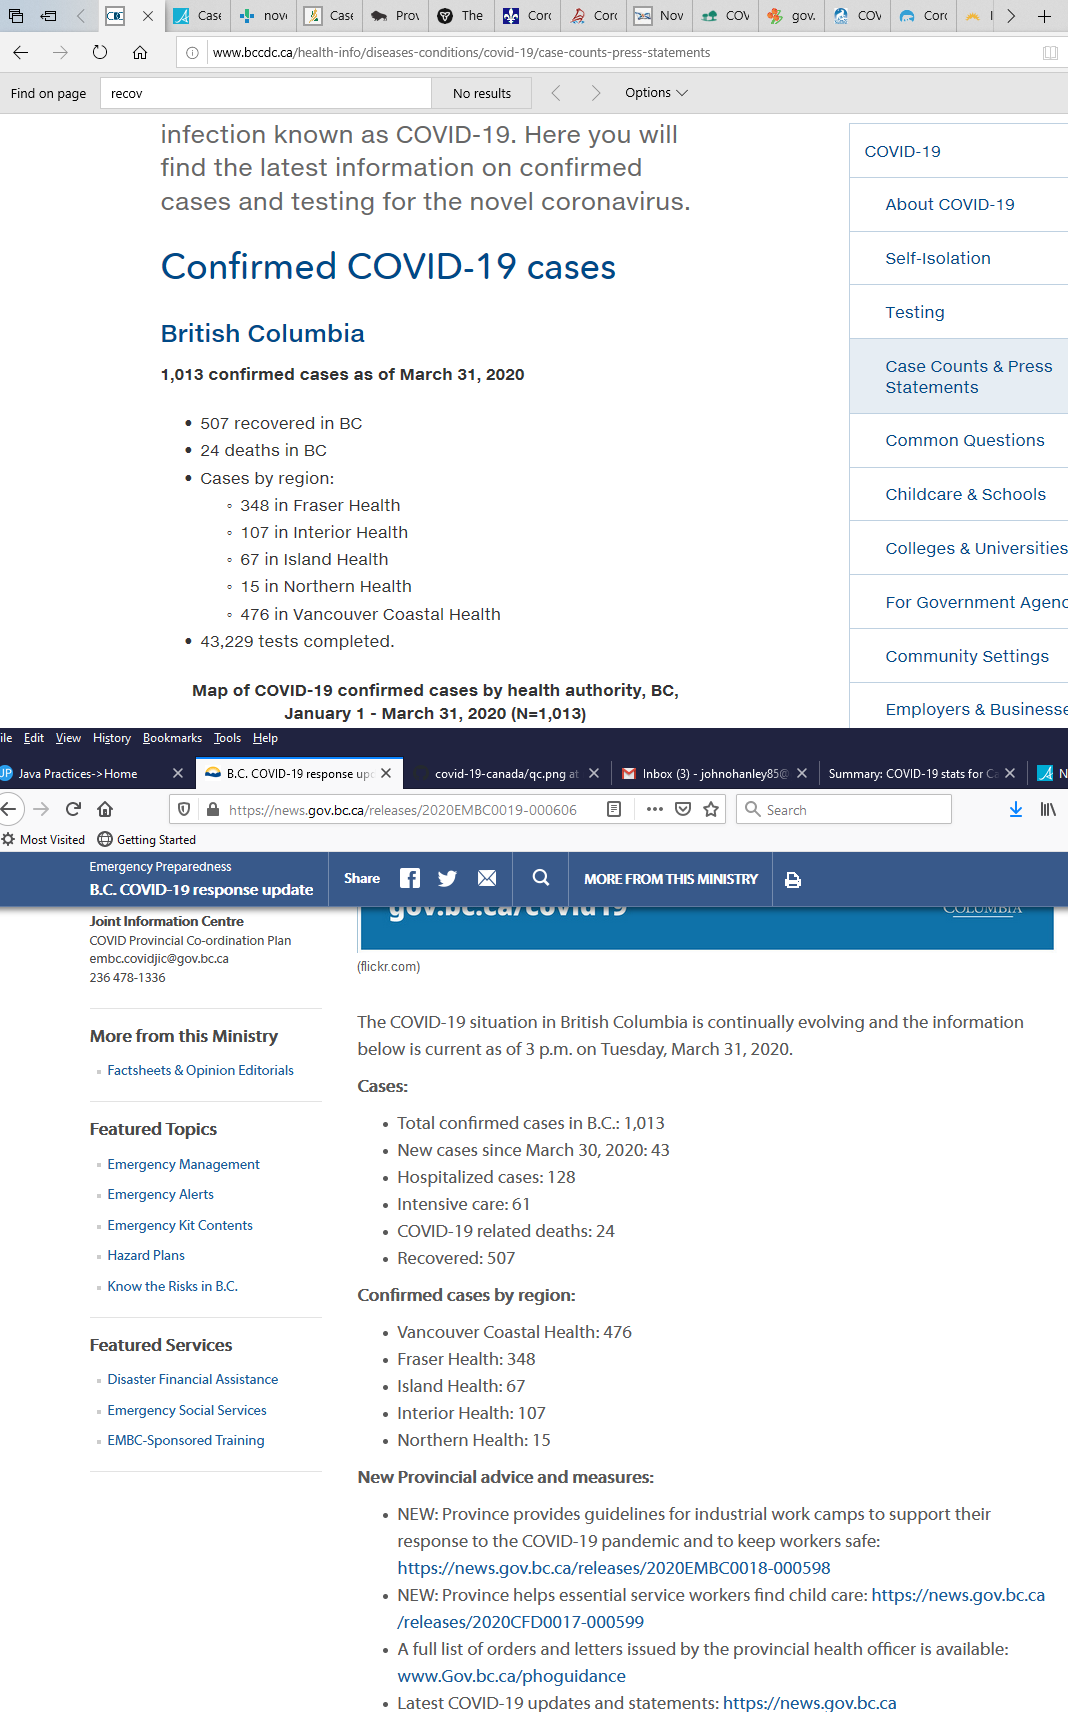 Case
nov
Case
Prov
The
Cord
Cord
Nov
COV
gov.
COV
Cord
www.bccdc.ca/health-info/diseases-conditions/covid-19/case-counts-press-statements
Find on page
recov
No results
Options
infection known as COVID-19. Here you will
find the latest information on confirmed
cases and testing for the novel coronavirus.
Confirmed COVID-19 cases
British Columbia
1,013 confirmed cases as of March 31, 2020
• 507 recovered in BC
• 24 deaths in BC
• Cases by region:
◦ 348 in Fraser Health
◦ 107 in Interior Health
◦ 67 in Island Health
◦ 15 in Northern Health
◦ 476 in Vancouver Coastal Health
• 43,229 tests completed.
Map of COVID-19 confirmed cases by health authority, BC,
January 1 - March 31, 2020 (N=1,013)
COVID-19
About COVID-19
Self-Isolation
Testing
Case Counts & Press
Statements
Common Questions
Childcare & Schools
Colleges & Universities
For Government Agenc
Community Settings
Employers & Businesse
ile Edit View History Bookmarks Tools Help
JP Java Practices->Home
B.C. COVID-19 response upd
covid-19-canada/qc.png at
Inbox (3) - johnohanley85@
Summary: COVID-19 stats for Ca
N
https://news.gov.bc.ca/releases/2020EMBC0019-000606
Search
Most Visited Getting Started
Emergency Preparedness
B.C. COVID-19 response update
Share
MORE FROM THIS MINISTRY
gov.bc.ca/covid19
COLUMBIA
Joint Information Centre
COVID Provincial Co-ordination Plan
embc.covidjic@gov.bc.ca
236 478-1336
More from this Ministry
Factsheets & Opinion Editorials
Featured Topics
Emergency Management
Emergency Alerts
Emergency Kit Contents
Hazard Plans
Know the Risks in B.C.
Featured Services
Disaster Financial Assistance
Emergency Social Services
EMBC-Sponsored Training
(flickr.com)
The COVID-19 situation in British Columbia is continually evolving and the information
below is current as of 3 p.m. on Tuesday, March 31, 2020.
Cases:
• Total confirmed cases in B.C.: 1,013
• New cases since March 30, 2020: 43
• Hospitalized cases: 128
• Intensive care: 61
• COVID-19 related deaths: 24
• Recovered: 507
Confirmed cases by region:
• Vancouver Coastal Health: 476
• Fraser Health: 348
• Island Health: 67
• Interior Health: 107
• Northern Health: 15
New Provincial advice and measures:
• NEW: Province provides guidelines for industrial work camps to support their
response to the COVID-19 pandemic and to keep workers safe:
https://news.gov.bc.ca/releases/2020EMBC0018-000598
• NEW: Province helps essential service workers find child care: https://news.gov.bc.ca
/releases/2020CFD0017-000599
• A full list of orders and letters issued by the provincial health officer is available:
www.Gov.bc.ca/phoguidance
• Latest COVID-19 updates and statements: https://news.gov.bc.ca